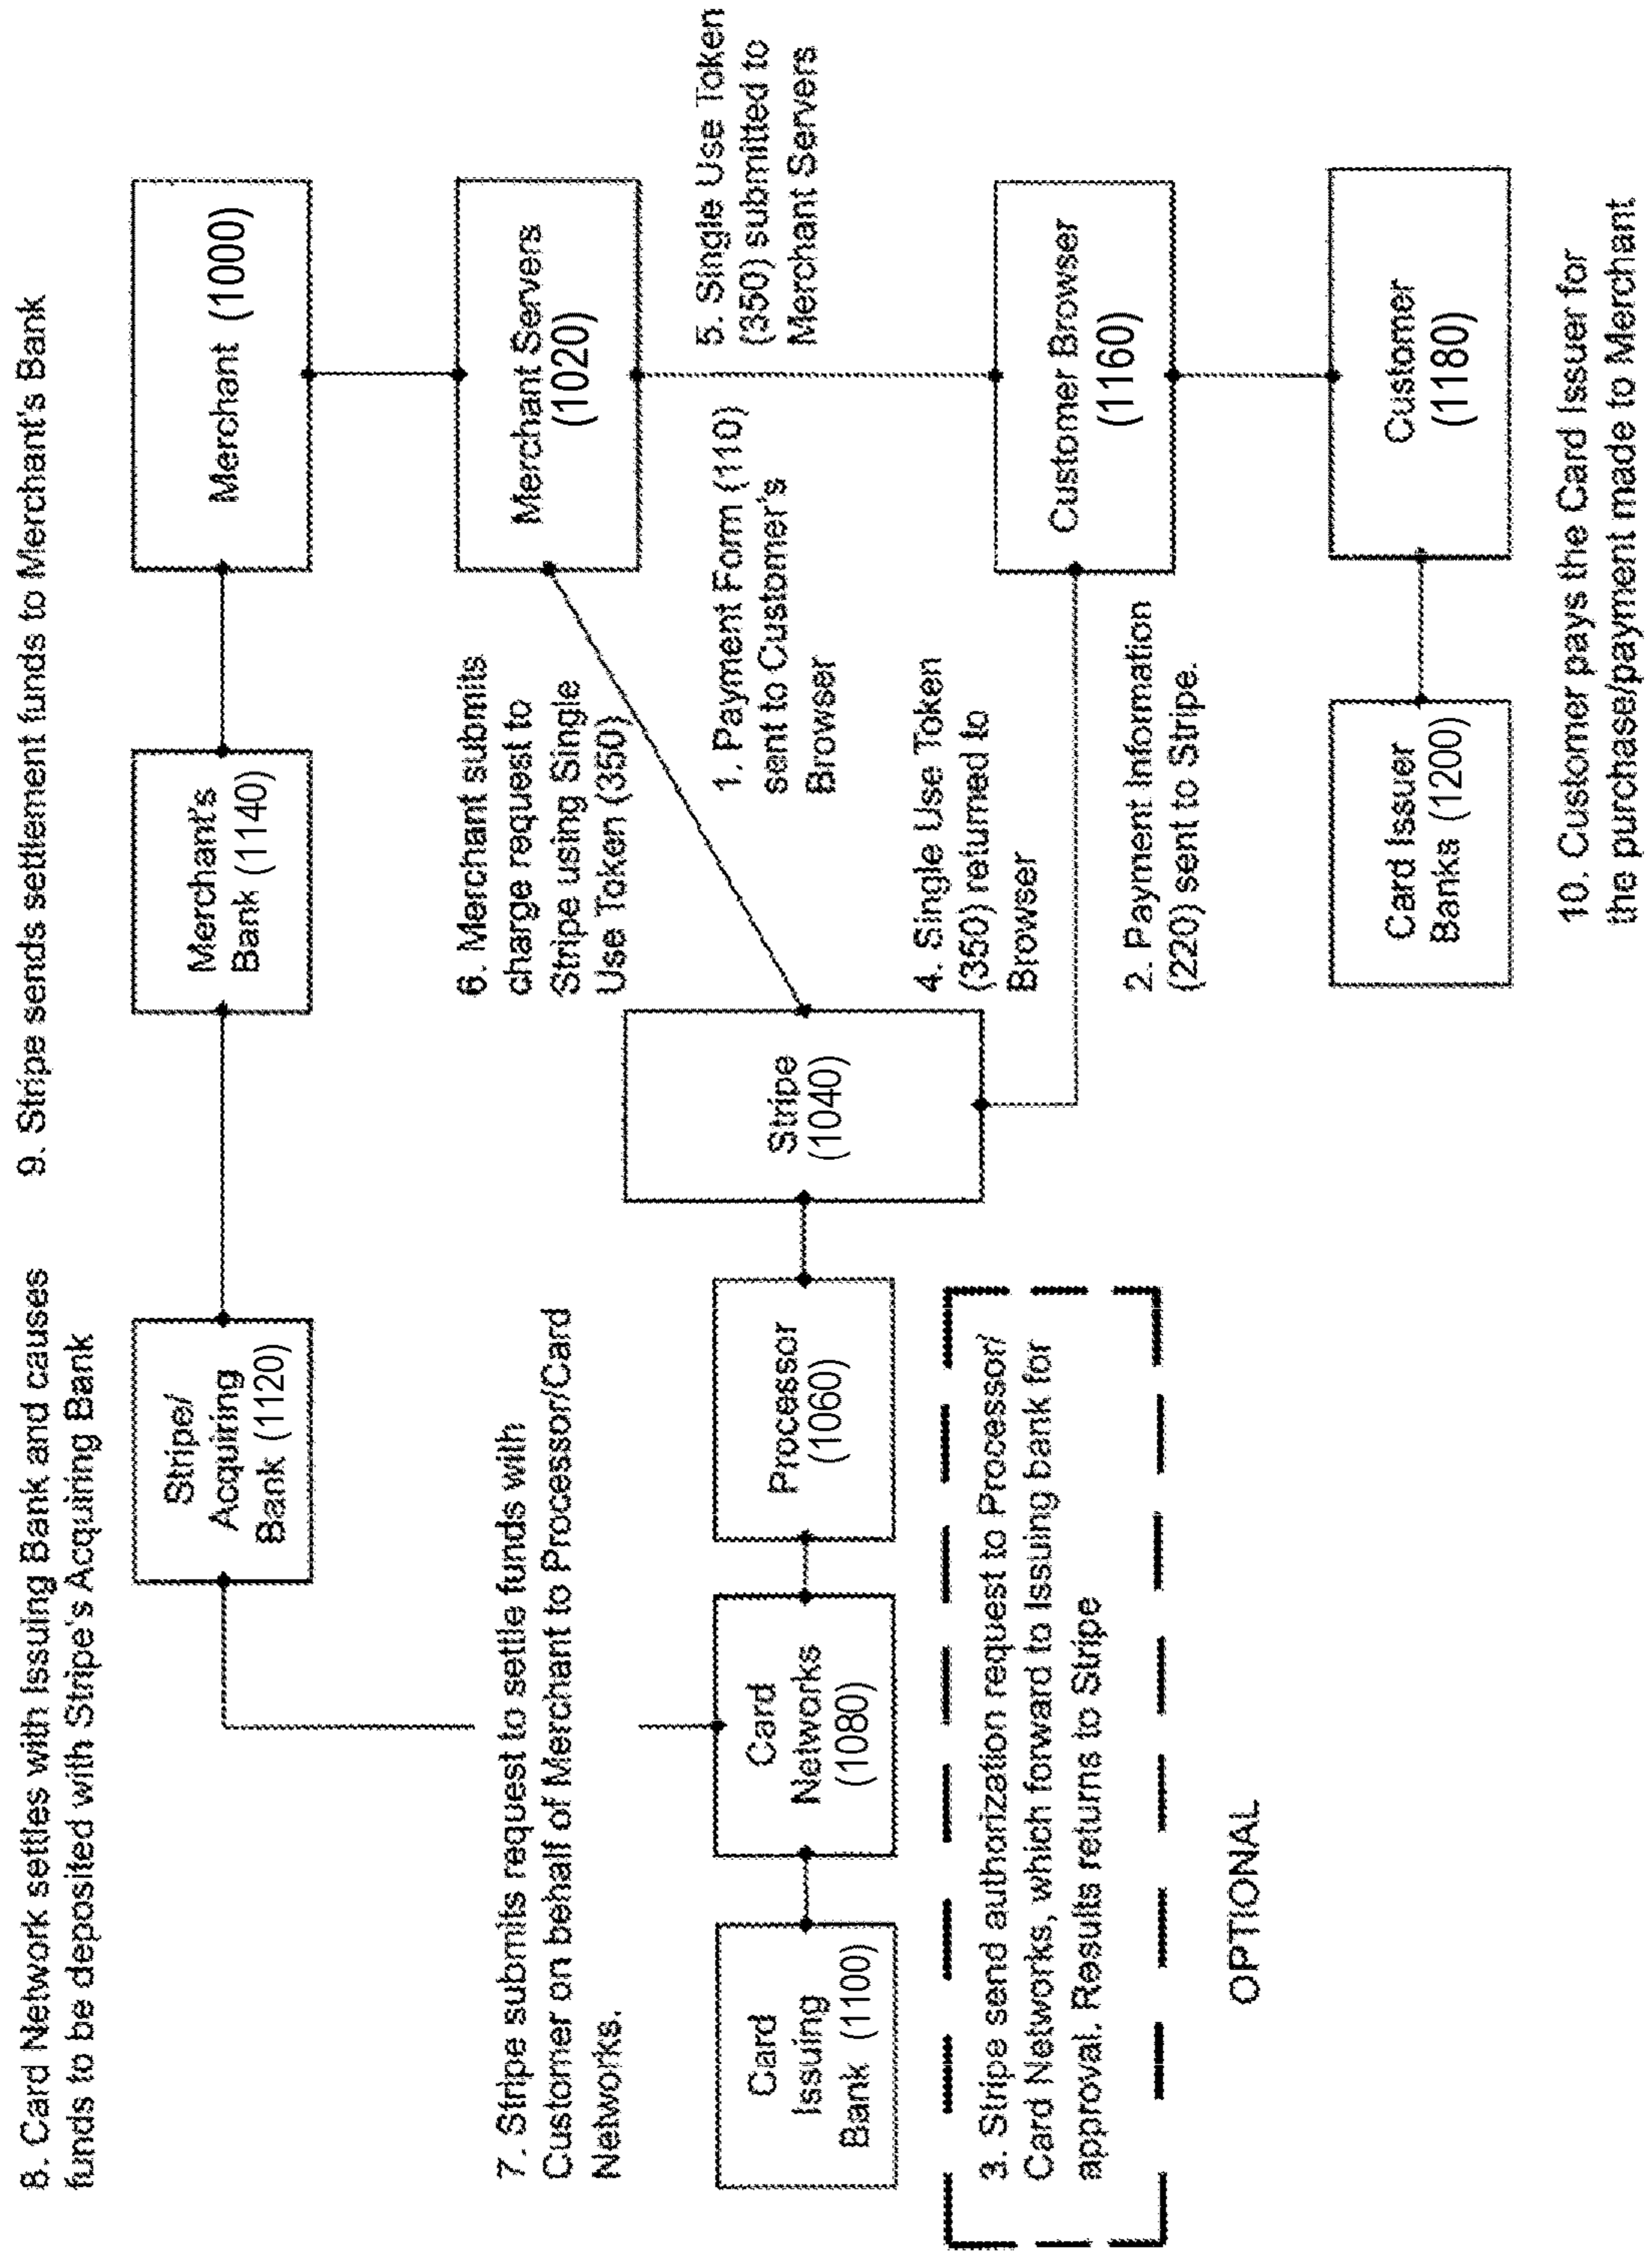 8. Card Network settles with Issuing Bank and causes
funds to be deposited with Stripe's Acquiring Bank
9. Stripe sends settlement funds to Merchant's Bank
Stripe/
Acquiring
Bank (1120)
Merchant's
Bank (1140)
Merchant (1000)
7. Stripe submits request to settle funds with
Customer on behalf of Merchant to Processor/Card
Networks.
6. Merchant submits
charge request to
Stripe using Single
Use Token (350)
Merchant Servers
(1020)
Card
Issuing
Bank (1100)
Card
Networks
(1080)
Processor
(1060)
Stripe
(1040)
1. Payment Form (110)
sent to Customer's
Browser
5. Single Use Token
(350) submitted to
Merchant Servers
3. Stripe send authorization request to Processor/
Card Networks, which forward to Issuing bank for
approval. Results returns to Stripe
OPTIONAL
4. Single Use Token
(350) returned to
Browser
2. Payment Information
(220) sent to Stripe.
Customer Browser
(1160)
Card Issuer
Banks (1200)
Customer
(1180)
10. Customer pays the Card Issuer for
the purchase/payment made to Merchant